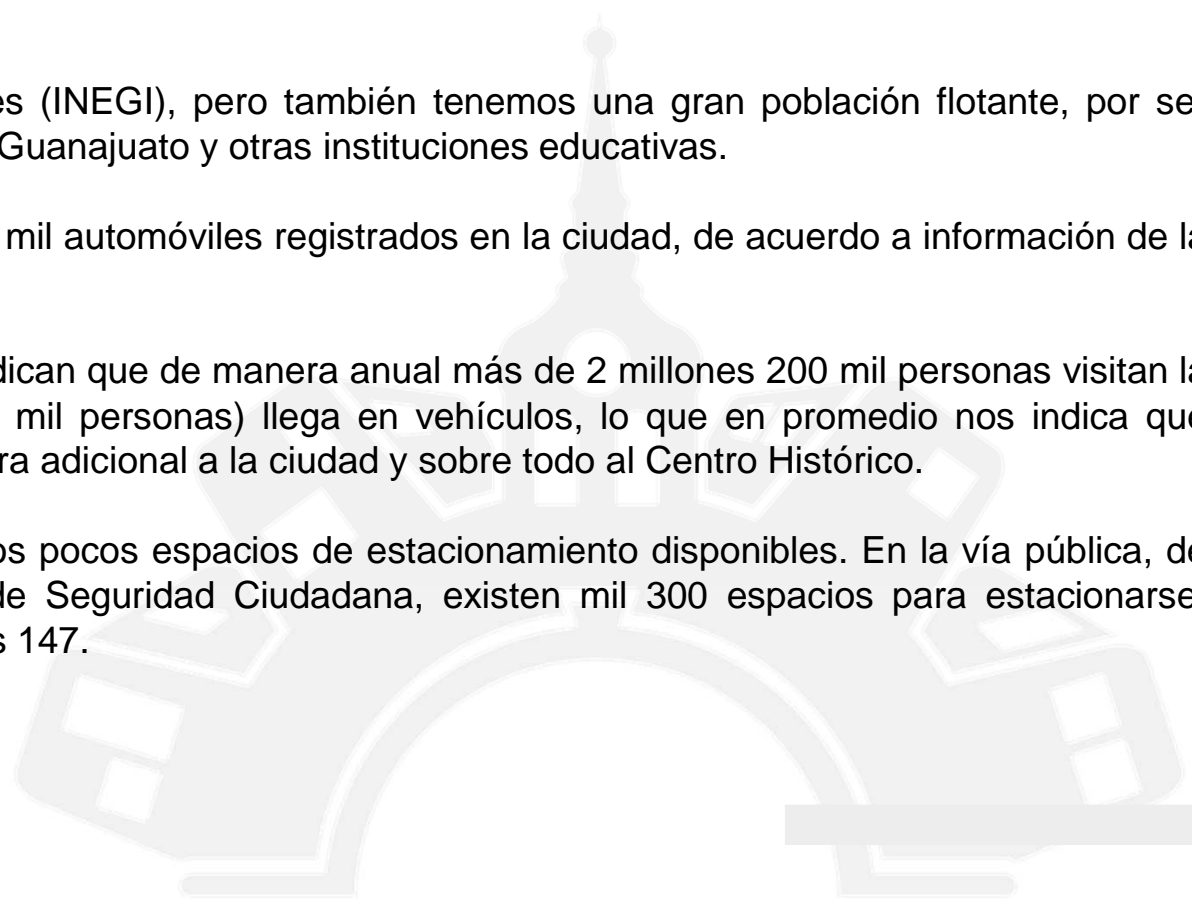 es (INEGI), pero también tenemos una gran población flotante, por se
Guanajuato y otras instituciones educativas.
mil automóviles registrados en la ciudad, de acuerdo a información de la
dican que de manera anual más de 2 millones 200 mil personas visitan la
mil personas) llega en vehículos, lo que en promedio nos indica que
ra adicional a la ciudad y sobre todo al Centro Histórico.
os pocos espacios de estacionamiento disponibles. En la vía pública, de
de Seguridad Ciudadana, existen mil 300 espacios para estacionarse
s 147.